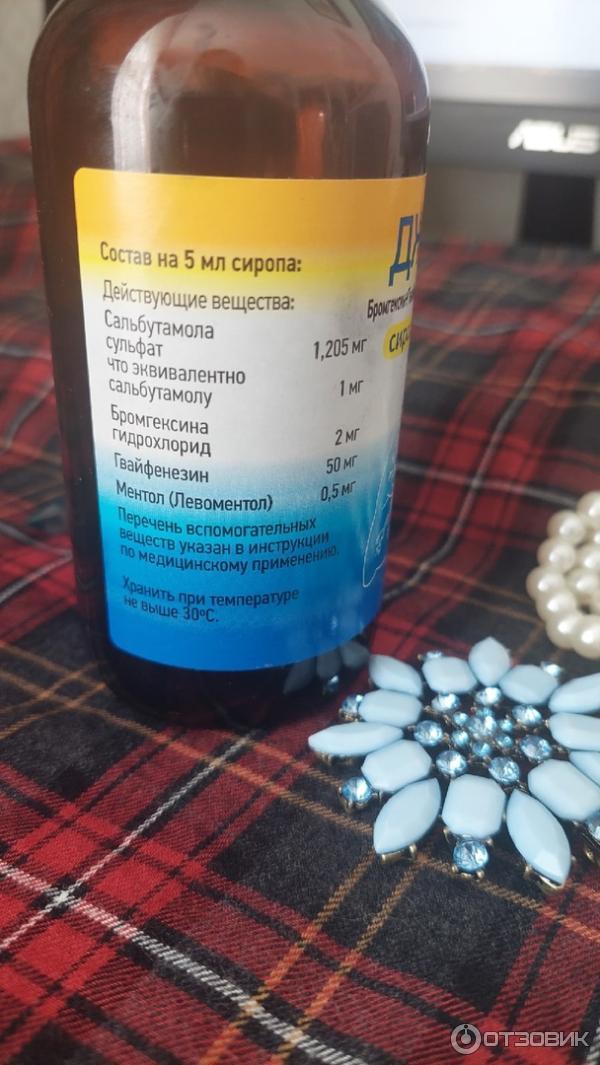 ASUS
Состав на 5 мл сиропа:
Действующие вещества:
Сальбутамола
сульфат 1,205 мг
что эквивалентно
сальбутамолу 1 мг
Бромгексина
гидрохлорид 2 мг
Гвайфенезин 50 мг
Ментол (Левоментол) 0,5 мг
Перечень вспомогательных
веществ указан в инструкции
по медицинскому применению.
Хранить при температуре
не выше 30°С.
ОТЗОВИК